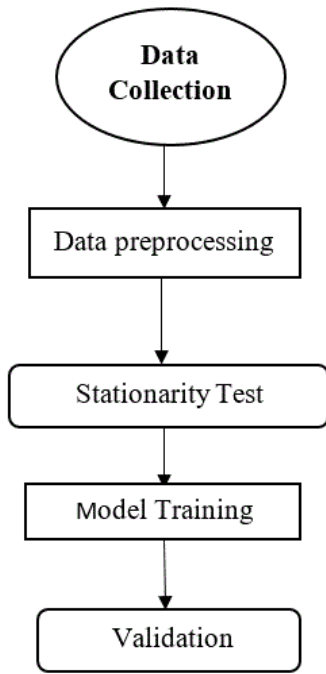 Data
Collection
Data preprocessing
Stationarity Test
Model Training
Validation